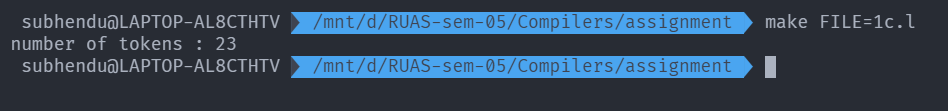 subhendu@LAPTOP-AL8CTHTV /mnt/d/RUAS-sem-05/Compilers/assignment make FILE=1c.l
number of tokens : 23
subhendu@LAPTOP-AL8CTHTV /mnt/d/RUAS-sem-05/Compilers/assignment